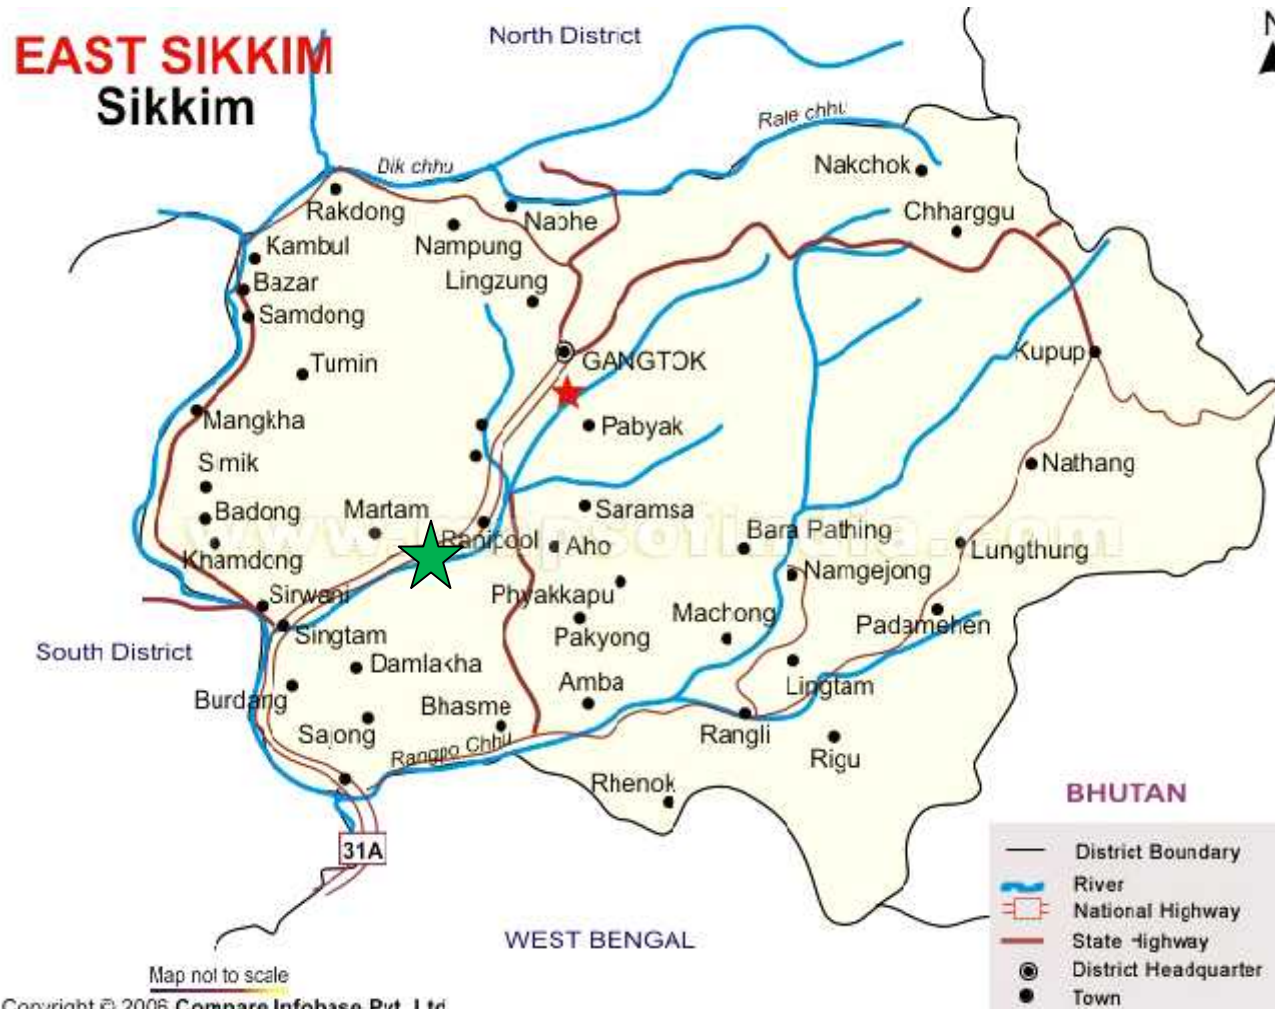 EAST SIKKIM
Sikkim
North District
N
Rale chhu
Dik chhu
Nakchok
Rakdong
Nabhe
Chharggu
Kambul
Nampung
Bazar
Lingzung
Samdong
GANGTOK
Kupup
Tumin
Mangkha
Pabyak
Simik
Nathang
Badong
Martam
Saramsa
Bara Pathing
Ranipool
Aho
Lungthung
Khamdong
Namgejong
Sirwani
Phyakkapu
Machong
Padamehen
Singtam
Pakyong
South District
Damlakha
Amba
Lingtam
Burdang
Bhasme
Sajong
Rangpo Chhu
Rangli
Rigu
Rhenok
BHUTAN
31A
District Boundary
River
National Highway
WEST BENGAL
State Highway
Map not to scale
District Headquarter
Town
Copyright © 2006 Compare Infobase Pvt. Ltd